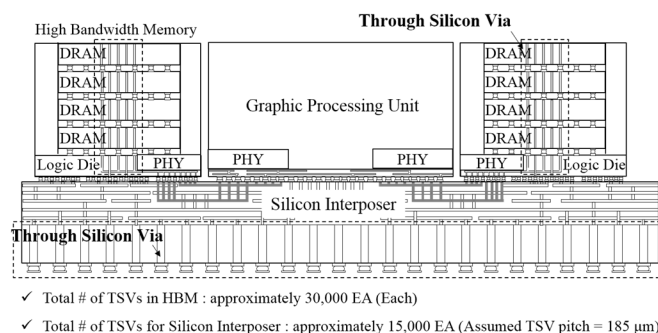 High Bandwidth Memory
Through Silicon Via
DRAM
DRAM
DRAM
DRAM
Logic Die
PHY
Graphic Processing Unit
PHY
PHY
DRAM
DRAM
DRAM
DRAM
PHY
Logic Die
Silicon Interposer
Through Silicon Via
✓ Total # of TSVs in HBM : approximately 30,000 EA (Each)
✓ Total # of TSVs for Silicon Interposer : approximately 15,000 EA (Assumed TSV pitch = 185 μm)